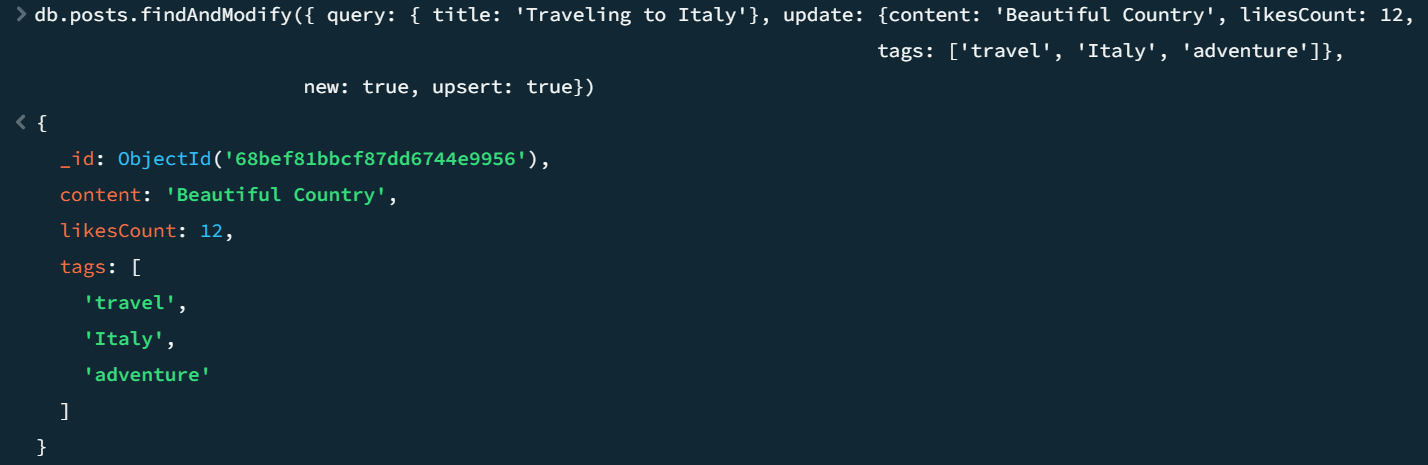 > db.posts.findAndModify({ query: { title: 'Traveling to Italy'}, update: {content: 'Beautiful Country', likesCount: 12,
tags: ['travel', 'Italy', 'adventure']},
new: true, upsert: true})
< {
_id: ObjectId('68bef81bbcf87dd6744e9956'),
content: 'Beautiful Country',
likesCount: 12,
tags: [
'travel',
'Italy',
'adventure'
]
}